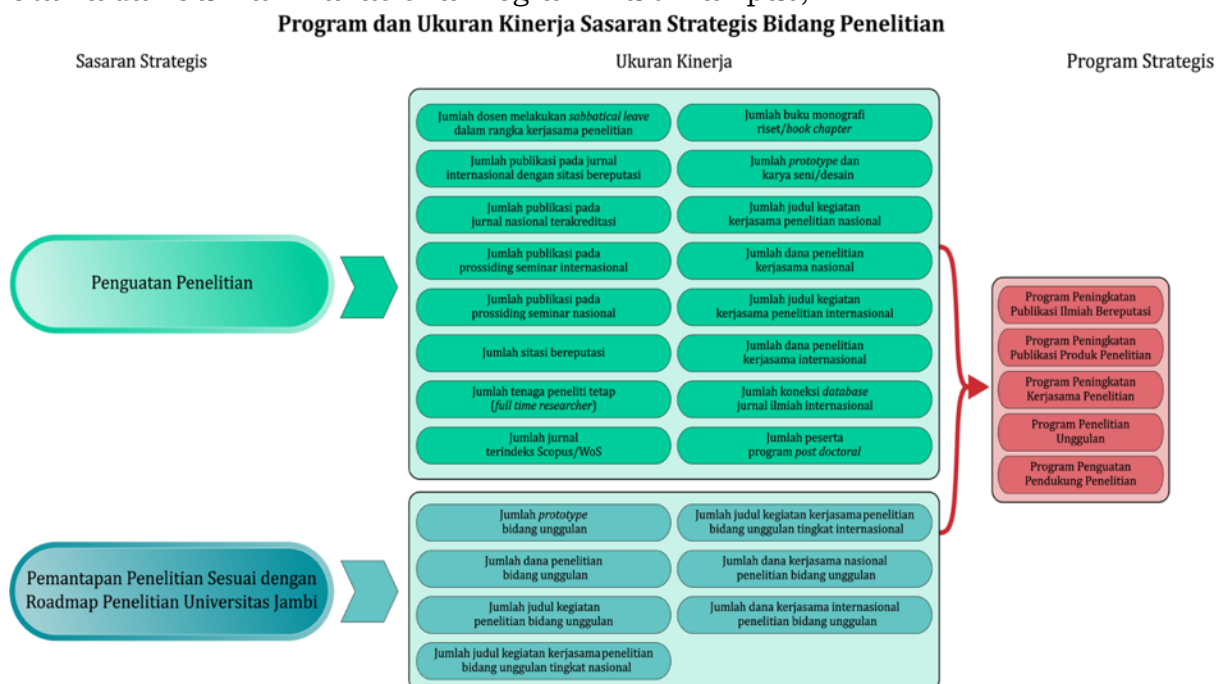 Program dan Ukuran Kinerja Sasaran Strategis Bidang Penelitian
Sasaran Strategis
Ukuran Kinerja
Program Strategis
Penguatan Penelitian
Jumlah dosen melakukan sabbatical leave
dalam rangka kerjasama penelitian
Jumlah buku monografi
riset/book chapter
Jumlah publikasi pada jurnal
internasional dengan sitasi bereputasi
Jumlah prototype dan
karya seni/desain
Jumlah publikasi pada
jurnal nasional terakreditasi
Jumlah judul kegiatan
kerjasama penelitian nasional
Jumlah publikasi pada
prossiding seminar internasional
Jumlah dana penelitian
kerjasama nasional
Jumlah publikasi pada
prossiding seminar nasional
Jumlah judul kegiatan
kerjasama penelitian internasional
Jumlah sitasi bereputasi
Jumlah dana penelitian
kerjasama internasional
Jumlah tenaga peneliti tetap
(full time researcher)
Jumlah koneksi database
jurnal ilmiah internasional
Jumlah jurnal
terindeks Scopus/WoS
Jumlah peserta
program post doctoral
Pemantapan Penelitian Sesuai dengan
Roadmap Penelitian Universitas Jambi
Jumlah prototype
bidang unggulan
Jumlah judul kegiatan kerjasama penelitian
bidang unggulan tingkat internasional
Jumlah dana penelitian
bidang unggulan
Jumlah dana kerjasama nasional
penelitian bidang unggulan
Jumlah judul kegiatan
penelitian bidang unggulan
Jumlah dana kerjasama internasional
penelitian bidang unggulan
Jumlah judul kegiatan kerjasama penelitian
bidang unggulan tingkat nasional
Program Peningkatan
Publikasi Ilmiah Bereputasi
Program Peningkatan
Publikasi Produk Penelitian
Program Peningkatan
Kerjasama Penelitian
Program Penelitian
Unggulan
Program Penguatan
Pendukung Penelitian